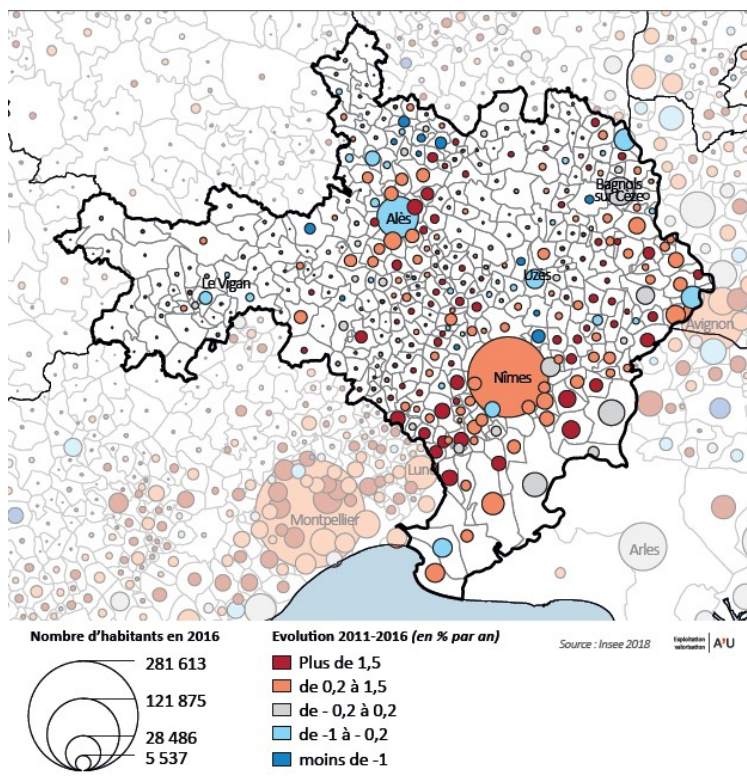 Bagnols
sur Cèze
Alès
Le Vigan
Uzès
Avignon
Nîmes
Lunel
Montpellier
Arles
Nombre d'habitants en 2016
281 613
121 875
28 486
5 537
Evolution 2011-2016 (en % par an)
Plus de 1,5
de 0,2 à 1,5
de - 0,2 à 0,2
de -1 à - 0,2
moins de -1
Source : Insee 2018
Exploitation
valorisation
A'U